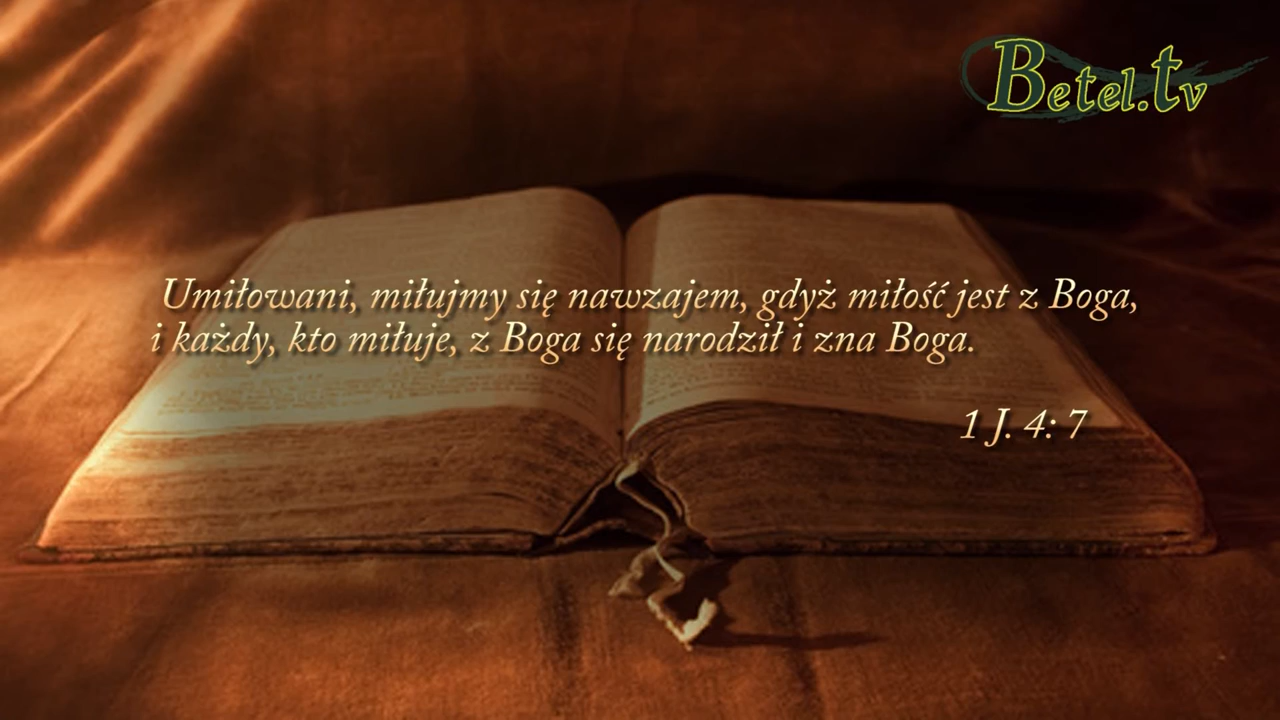 Betel.tv
Umiłowani, miłujmy się nawzajem, gdyż miłość jest z Boga,
i każdy, kto miłuje, z Boga się narodził i zna Boga.
1 J. 4: 7